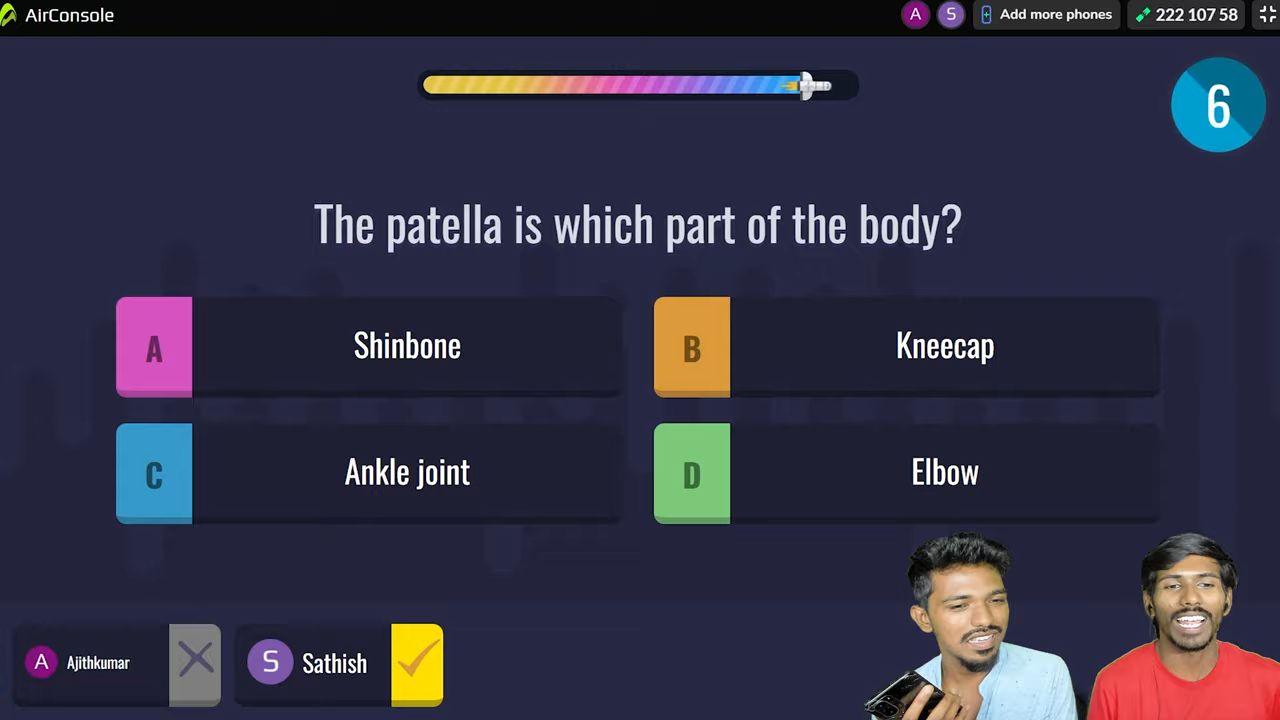 AirConsole
A
S
Add more phones
222 107 58
6
The patella is which part of the body?
A
Shinbone
B
Kneecap
C
Ankle joint
D
Elbow
A
Ajithkumar
S
Sathish